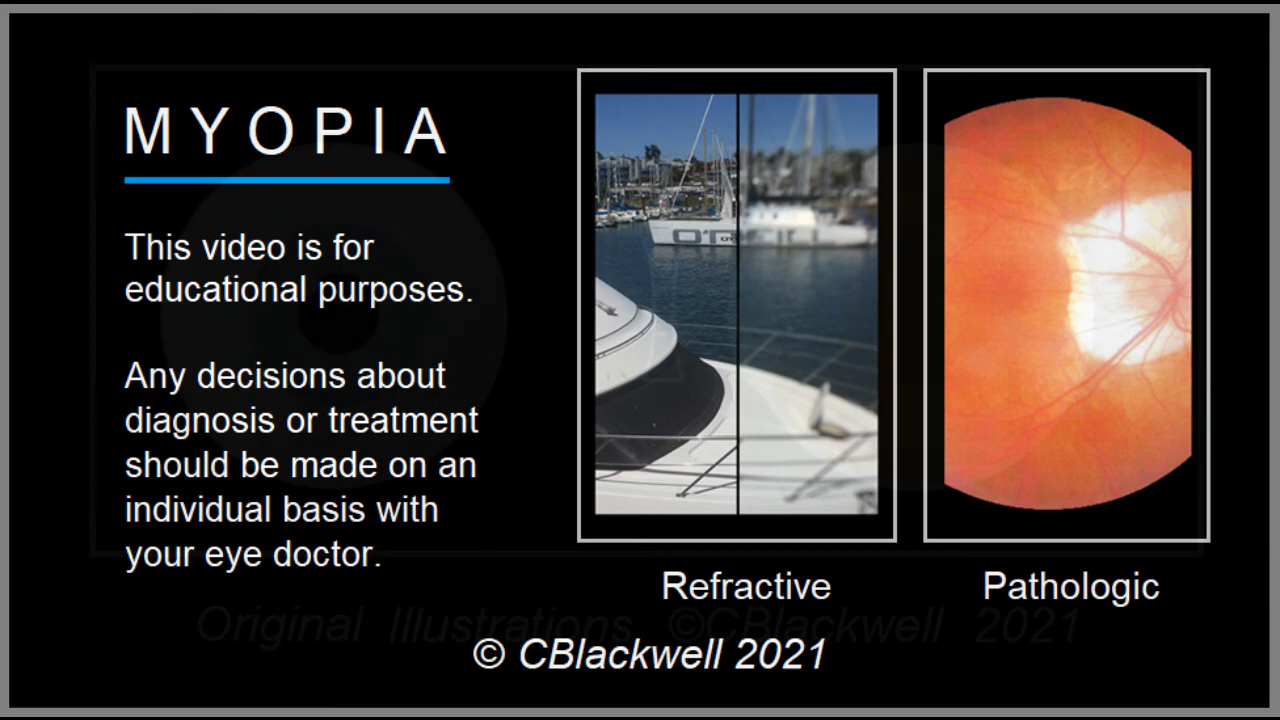 MYOPIA
This video is for
educational purposes.
Any decisions about
diagnosis or treatment
should be made on an
individual basis with
your eye doctor.
O'NEILL
Refractive
Pathologic
Original Illustrations ©CBlackwell 2021
© CBlackwell 2021